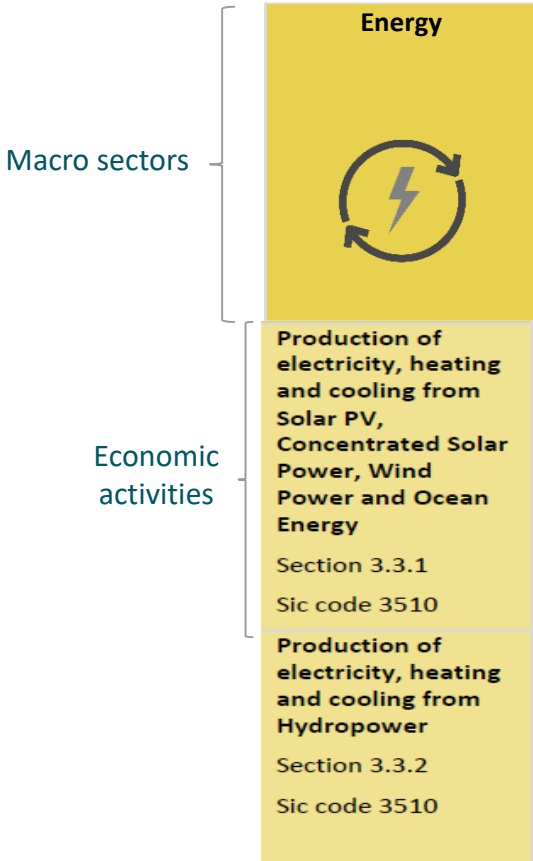 Energy
Macro sectors
Production of
electricity, heating
and cooling from
Solar PV,
Concentrated Solar
Power, Wind
Power and Ocean
Energy
Section 3.3.1
Sic code 3510
Economic
activities
Production of
electricity, heating
and cooling from
Hydropower
Section 3.3.2
Sic code 3510